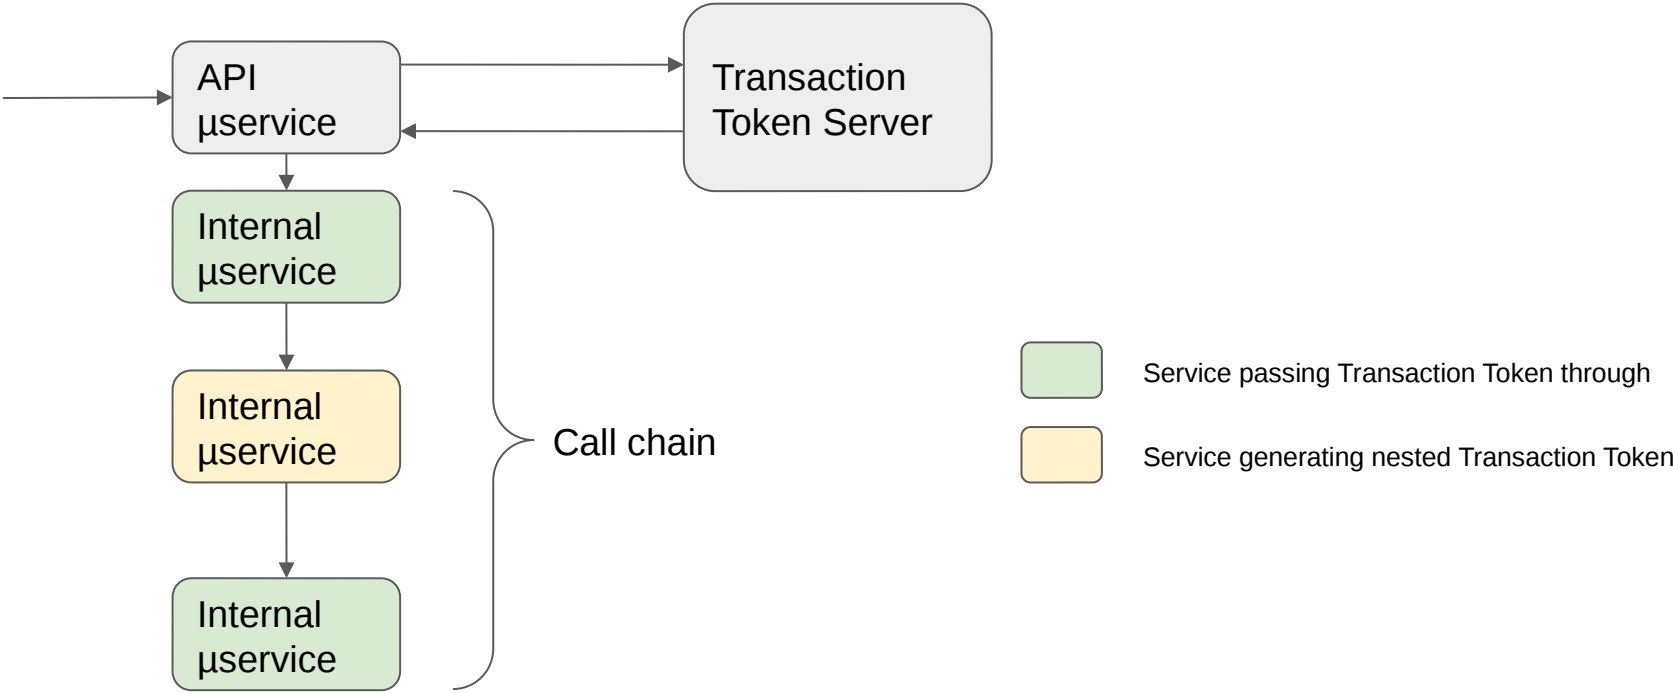 API
µservice
Transaction
Token Server
Internal
µservice
Internal
µservice
Call chain
Internal
µservice
Service passing Transaction Token through
Service generating nested Transaction Token